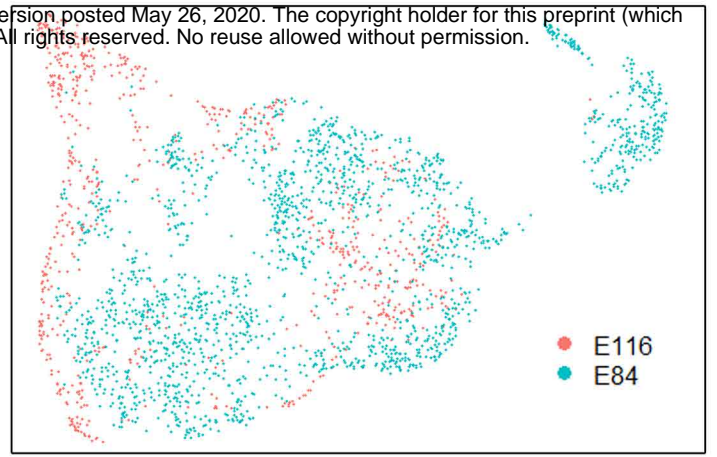 ersion posted May 26, 2020. The copyright holder for this preprint (which
All rights reserved. No reuse allowed without permission.
E116
E84